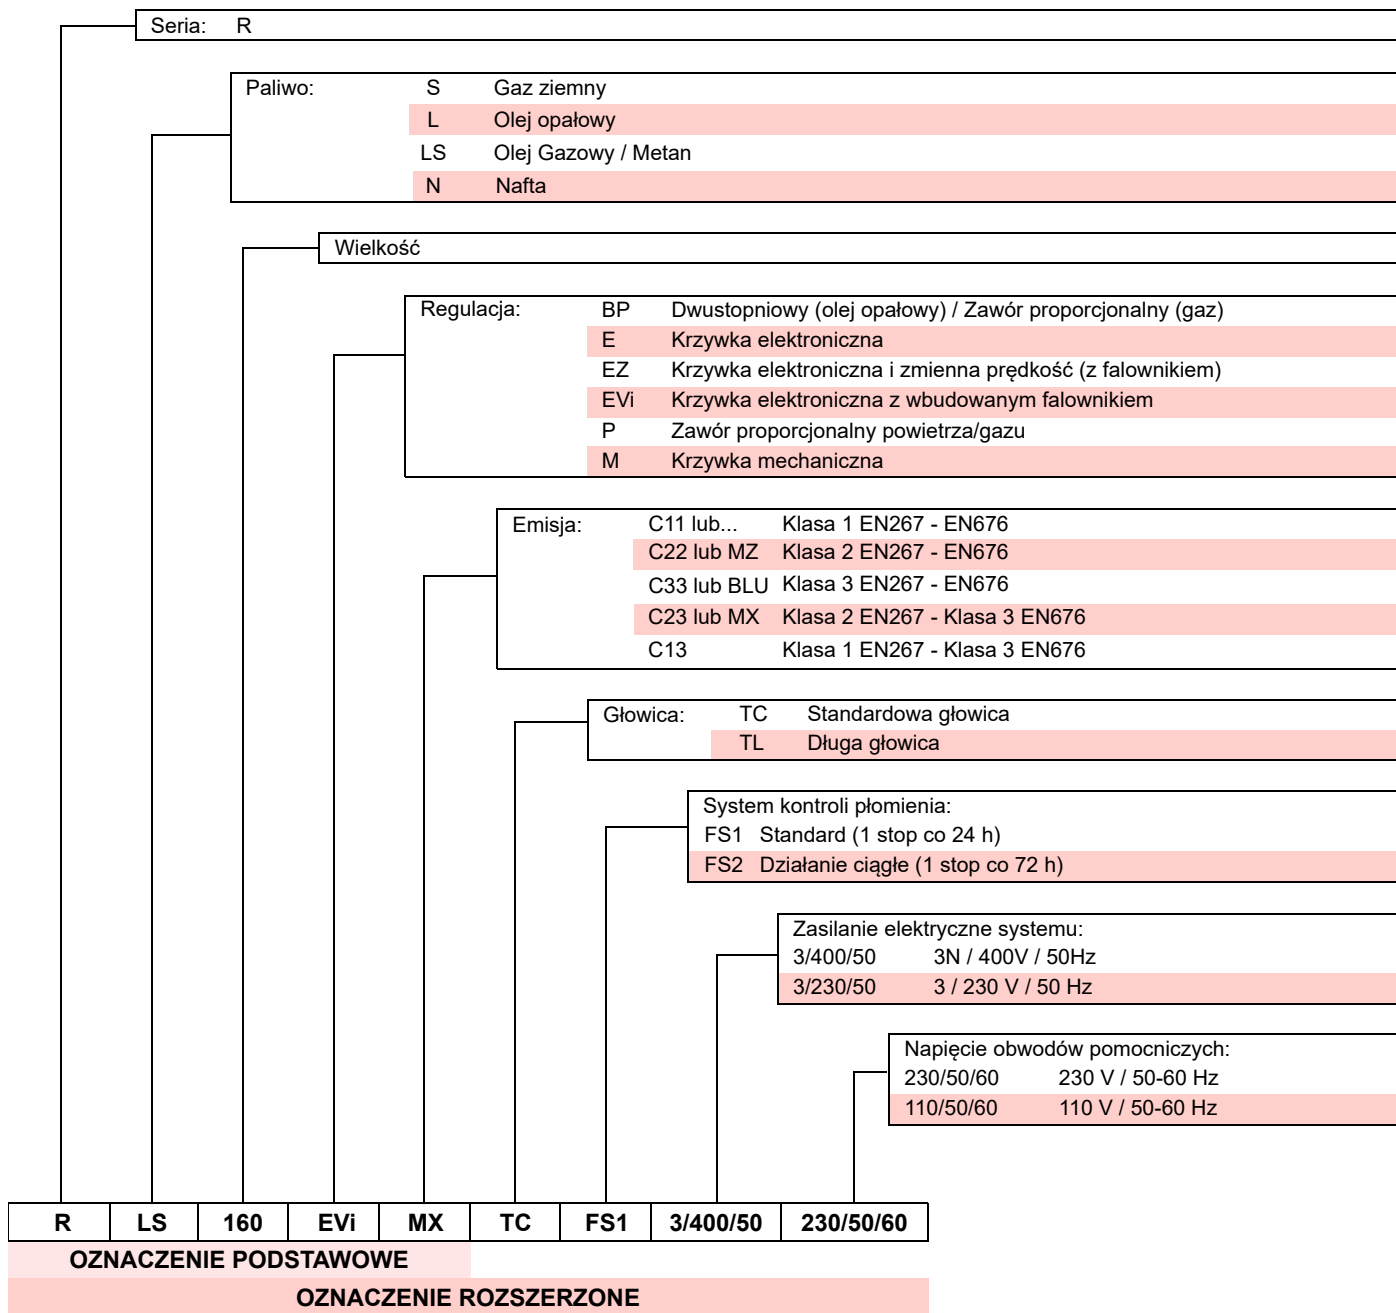 Seria: R
Paliwo: S Gaz ziemny
L Olej opałowy
LS Olej Gazowy / Metan
N Nafta
Wielkość
Regulacja: BP Dwustopniowy (olej opałowy) / Zawór proporcjonalny (gaz)
E Krzywka elektroniczna
EZ Krzywka elektroniczna i zmienna prędkość (z falownikiem)
EVi Krzywka elektroniczna z wbudowanym falownikiem
P Zawór proporcjonalny powietrza/gazu
M Krzywka mechaniczna
Emisja: C11 lub... Klasa 1 EN267 - EN676
C22 lub MZ Klasa 2 EN267 - EN676
C33 lub BLU Klasa 3 EN267 - EN676
C23 lub MX Klasa 2 EN267 - Klasa 3 EN676
C13 Klasa 1 EN267 - Klasa 3 EN676
Głowica: TC Standardowa głowica
TL Długa głowica
System kontroli płomienia:
FS1 Standard (1 stop co 24 h)
FS2 Działanie ciągłe (1 stop co 72 h)
Zasilanie elektryczne systemu:
3/400/50 3N / 400V / 50Hz
3/230/50 3 / 230 V / 50 Hz
Napięcie obwodów pomocniczych:
230/50/60 230 V / 50-60 Hz
110/50/60 110 V / 50-60 Hz
R LS 160 EVi MX TC FS1 3/400/50 230/50/60
OZNACZENIE PODSTAWOWE
OZNACZENIE ROZSZERZONE